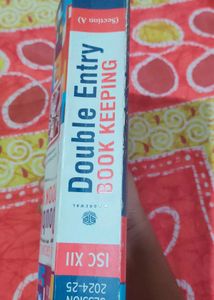 (Section A)
Double Entry
BOOK KEEPING
ISC XII
SESSION
2024-25